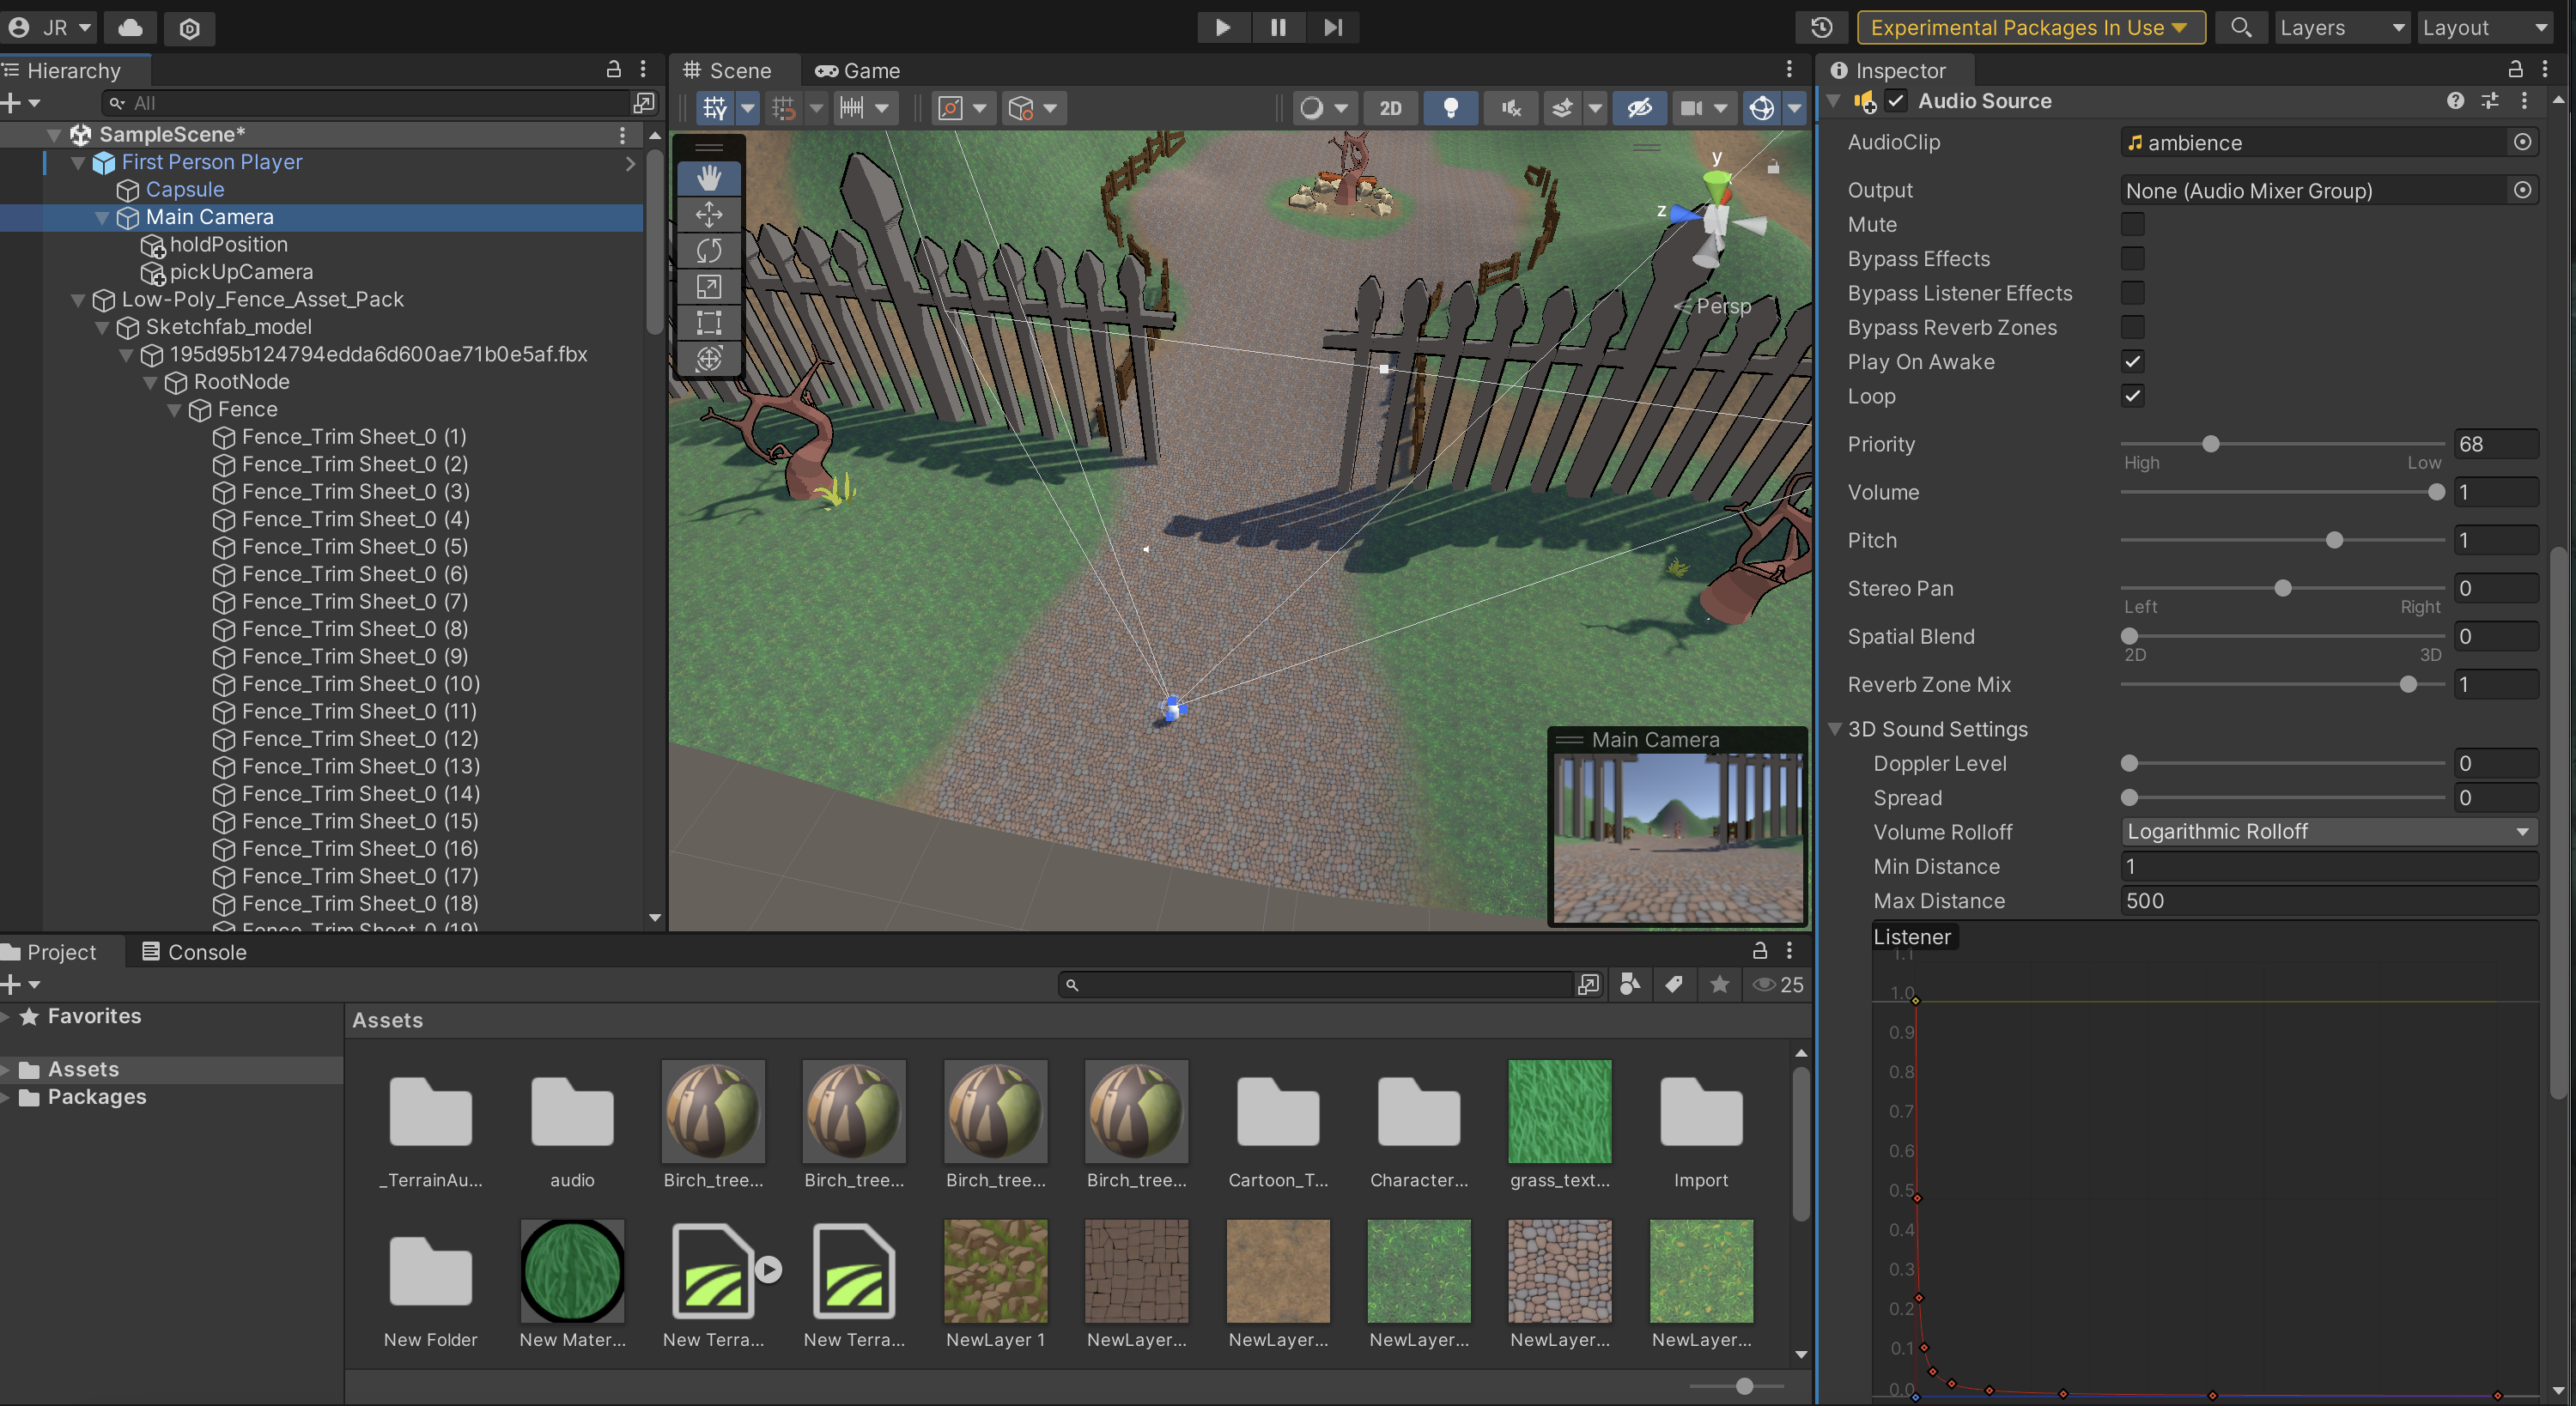 JR
Experimental Packages In Use
Layers
Layout
Hierarchy
All
SampleScene*
First Person Player
Capsule
Main Camera
holdPosition
pickUpCamera
Low-Poly_Fence_Asset_Pack
Sketchfab_model
195d95b124794edda6d600ae71b0e5af.fbx
RootNode
Fence
Fence_Trim Sheet_0 (1)
Fence_Trim Sheet_0 (2)
Fence_Trim Sheet_0 (3)
Fence_Trim Sheet_0 (4)
Fence_Trim Sheet_0 (5)
Fence_Trim Sheet_0 (6)
Fence_Trim Sheet_0 (7)
Fence_Trim Sheet_0 (8)
Fence_Trim Sheet_0 (9)
Fence_Trim Sheet_0 (10)
Fence_Trim Sheet_0 (11)
Fence_Trim Sheet_0 (12)
Fence_Trim Sheet_0 (13)
Fence_Trim Sheet_0 (14)
Fence_Trim Sheet_0 (15)
Fence_Trim Sheet_0 (16)
Fence_Trim Sheet_0 (17)
Fence_Trim Sheet_0 (18)
Fence_Trim Sheet_0 (19)
Scene
Game
2D
y
z
Persp
Main Camera
Inspector
Audio Source
AudioClip
ambience
Output
None (Audio Mixer Group)
Mute
Bypass Effects
Bypass Listener Effects
Bypass Reverb Zones
Play On Awake
Loop
Priority
68
High
Low
Volume
1
Pitch
1
Stereo Pan
0
Left
Right
Spatial Blend
0
2D
3D
Reverb Zone Mix
1
3D Sound Settings
Doppler Level
0
Spread
0
Volume Rolloff
Logarithmic Rolloff
Min Distance
1
Max Distance
500
Listener
1.1
1.0
0.9
0.8
0.7
0.6
0.5
0.4
0.3
0.2
0.1
0.0
Project
Console
25
Favorites
Assets
Packages
Assets
_TerrainAu...
audio
Birch_tree...
Birch_tree...
Birch_tree...
Birch_tree...
Cartoon_T...
Character...
grass_text...
Import
New Folder
New Mater...
New Terra...
New Terra...
NewLayer 1
NewLayer...
NewLayer...
NewLayer...
NewLayer...
NewLayer...